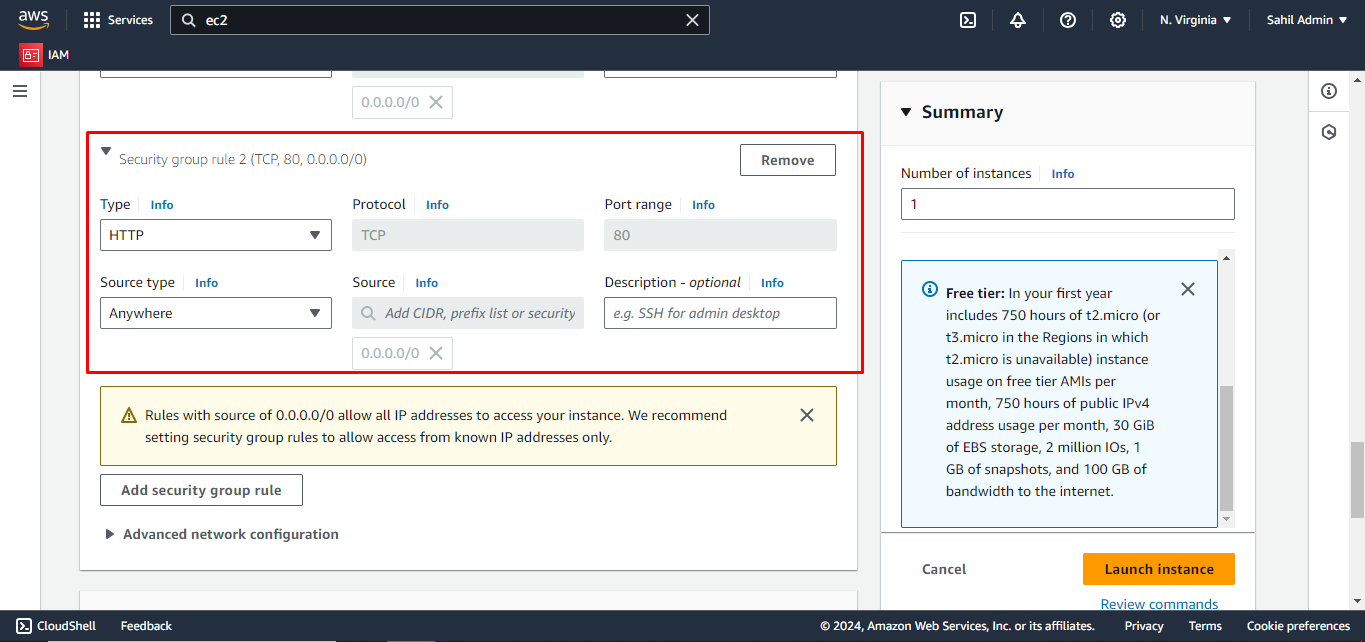 aws
Services
ec2
N. Virginia
Sahil Admin
IAM
0.0.0.0/0
Security group rule 2 (TCP, 80, 0.0.0.0/0)
Remove
Type Info
Protocol Info
Port range Info
HTTP
TCP
80
Source type Info
Source Info
Description - optional Info
Anywhere
Add CIDR, prefix list or security
e.g. SSH for admin desktop
0.0.0.0/0
Rules with source of 0.0.0.0/0 allow all IP addresses to access your instance. We recommend
setting security group rules to allow access from known IP addresses only.
Add security group rule
Advanced network configuration
Summary
Number of instances Info
1
Free tier: In your first year
includes 750 hours of t2.micro (or
t3.micro in the Regions in which
t2.micro is unavailable) instance
usage on free tier AMIs per
month, 750 hours of public IPv4
address usage per month, 30 GiB
of EBS storage, 2 million IOs, 1
GB of snapshots, and 100 GB of
bandwidth to the internet.
Cancel
Launch instance
Review commands
CloudShell
Feedback
© 2024, Amazon Web Services, Inc. or its affiliates.
Privacy
Terms
Cookie preferences